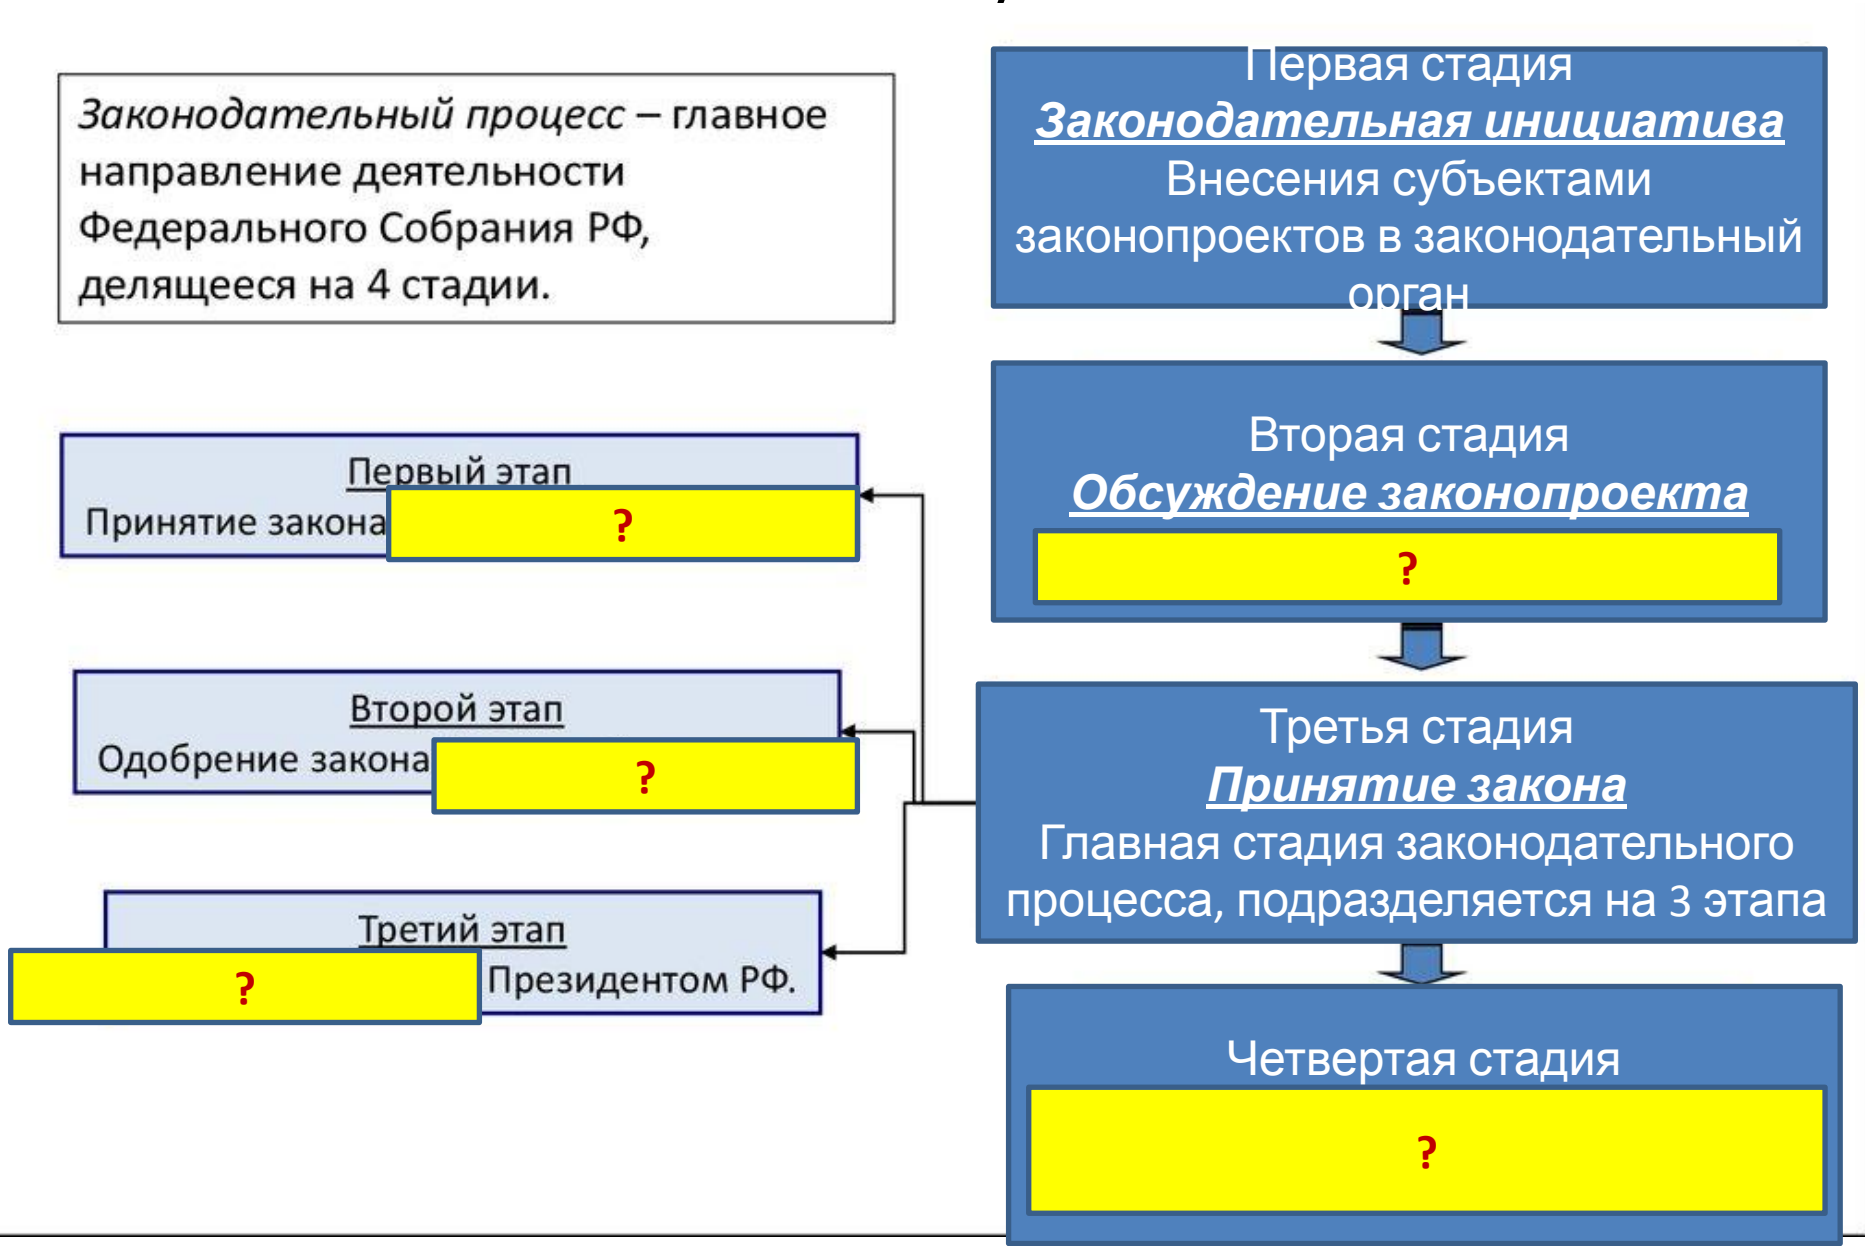 Законодательный процесс – главное
направление деятельности
Федерального Собрания РФ,
делящееся на 4 стадии.
Первая стадия
Законодательная инициатива
Внесения субъектами
законопроектов в законодательный
орган
Вторая стадия
Обсуждение законопроекта
?
Третья стадия
Принятие закона
Главная стадия законодательного
процесса, подразделяется на 3 этапа
Первый этап
Принятие закона
?
Второй этап
Одобрение закона
?
Третий этап
? Президентом РФ.
Четвертая стадия
?